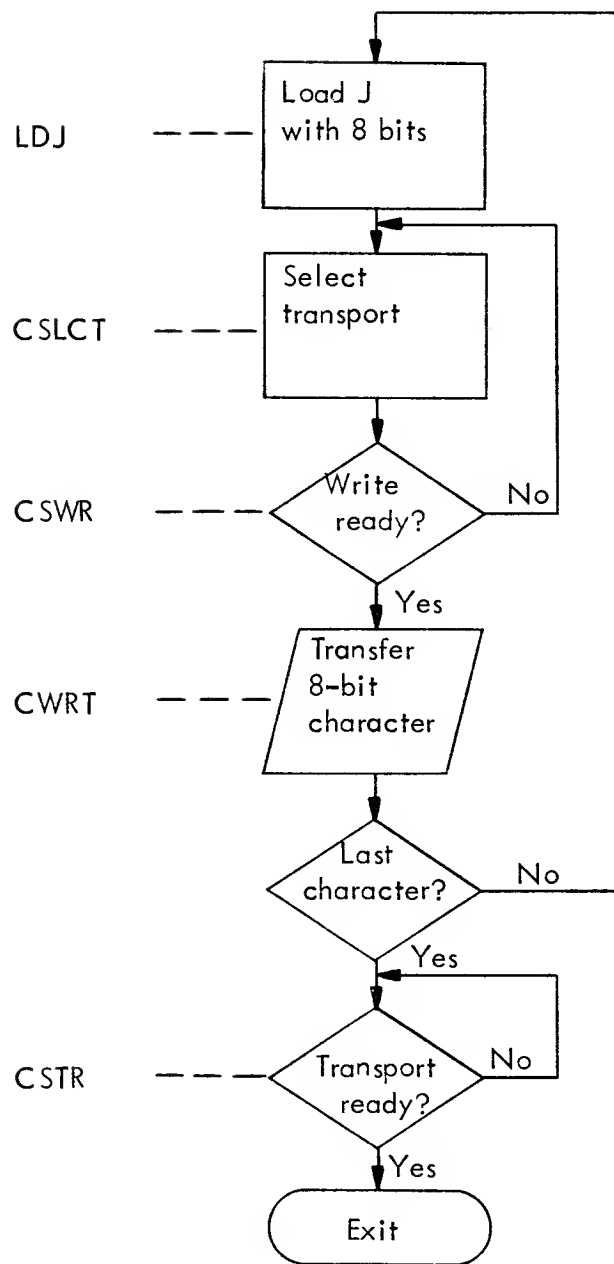 Load J
with 8 bits
LDJ
Select
transport
CSLCT
Write
ready?
No
CSWR
Yes
Transfer
8-bit
character
CWRT
Last
character?
No
Yes
Transport
ready?
No
CSTR
Yes
Exit